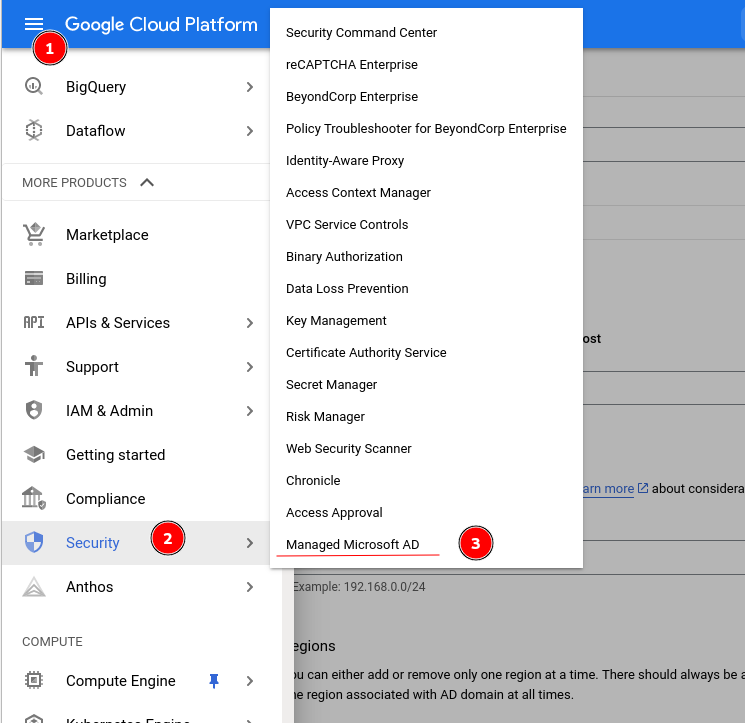 Google Cloud Platform
1
BigQuery
Dataflow
MORE PRODUCTS
Marketplace
Billing
API APIs & Services
Support
IAM & Admin
Getting started
Compliance
Security 2
Anthos
COMPUTE
Compute Engine
Kubernetes Engine
Security Command Center
reCAPTCHA Enterprise
BeyondCorp Enterprise
Policy Troubleshooter for BeyondCorp Enterprise
Identity-Aware Proxy
Access Context Manager
VPC Service Controls
Binary Authorization
Data Loss Prevention
Key Management
Certificate Authority Service
Secret Manager
Risk Manager
Web Security Scanner
Chronicle
Access Approval
Managed Microsoft AD 3
ost
arn more about considera
Example: 192.168.0.0/24
egions
ou can either add or remove only one region at a time. There should always be a
ne region associated with AD domain at all times.